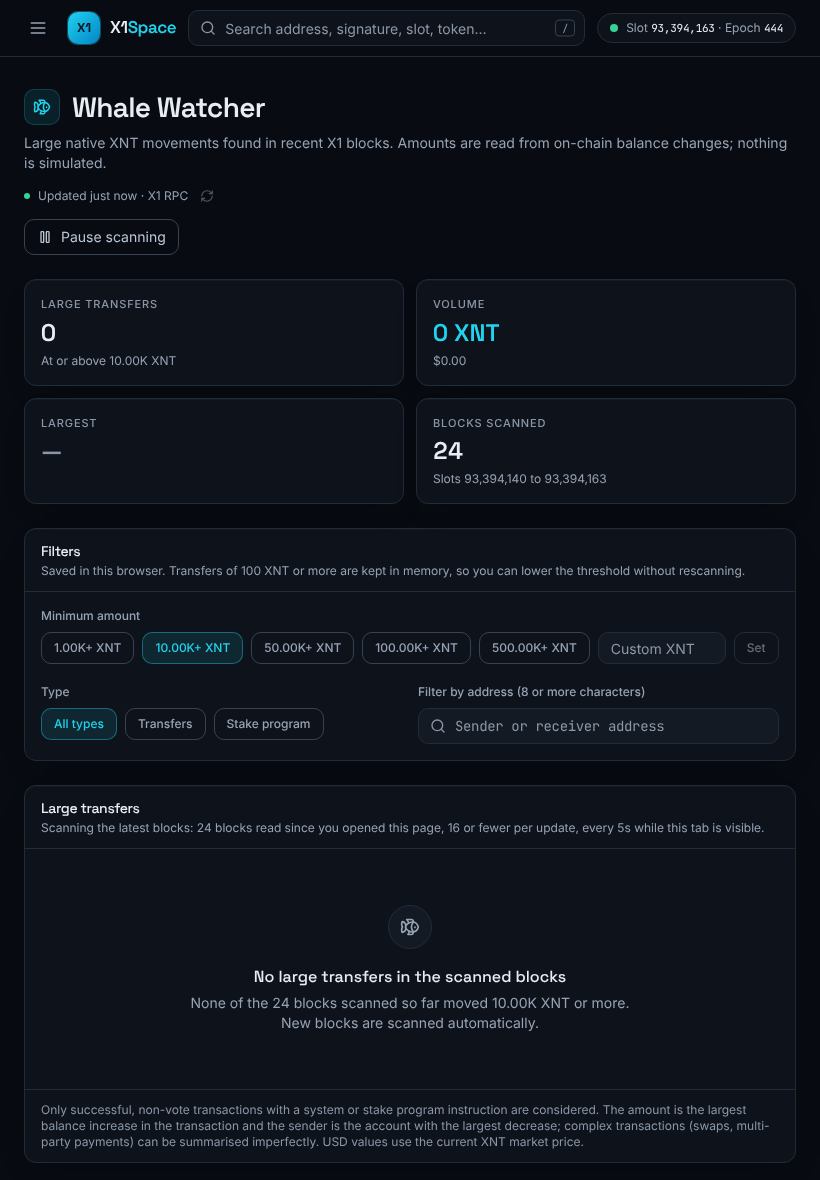 X1 X1Space
Search address, signature, slot, token... /
Slot 93,394,163 · Epoch 444
Whale Watcher
Large native XNT movements found in recent X1 blocks. Amounts are read from on-chain balance changes; nothing
is simulated.
Updated just now · X1 RPC
Pause scanning
LARGE TRANSFERS
0
At or above 10.00K XNT
VOLUME
0 XNT
$0.00
LARGEST
—
BLOCKS SCANNED
24
Slots 93,394,140 to 93,394,163
Filters
Saved in this browser. Transfers of 100 XNT or more are kept in memory, so you can lower the threshold without rescanning.
Minimum amount
1.00K+ XNT 10.00K+ XNT 50.00K+ XNT 100.00K+ XNT 500.00K+ XNT Custom XNT Set
Type
All types Transfers Stake program
Filter by address (8 or more characters)
Sender or receiver address
Large transfers
Scanning the latest blocks: 24 blocks read since you opened this page, 16 or fewer per update, every 5s while this tab is visible.
No large transfers in the scanned blocks
None of the 24 blocks scanned so far moved 10.00K XNT or more.
New blocks are scanned automatically.
Only successful, non-vote transactions with a system or stake program instruction are considered. The amount is the largest
balance increase in the transaction and the sender is the account with the largest decrease; complex transactions (swaps, multi-
party payments) can be summarised imperfectly. USD values use the current XNT market price.